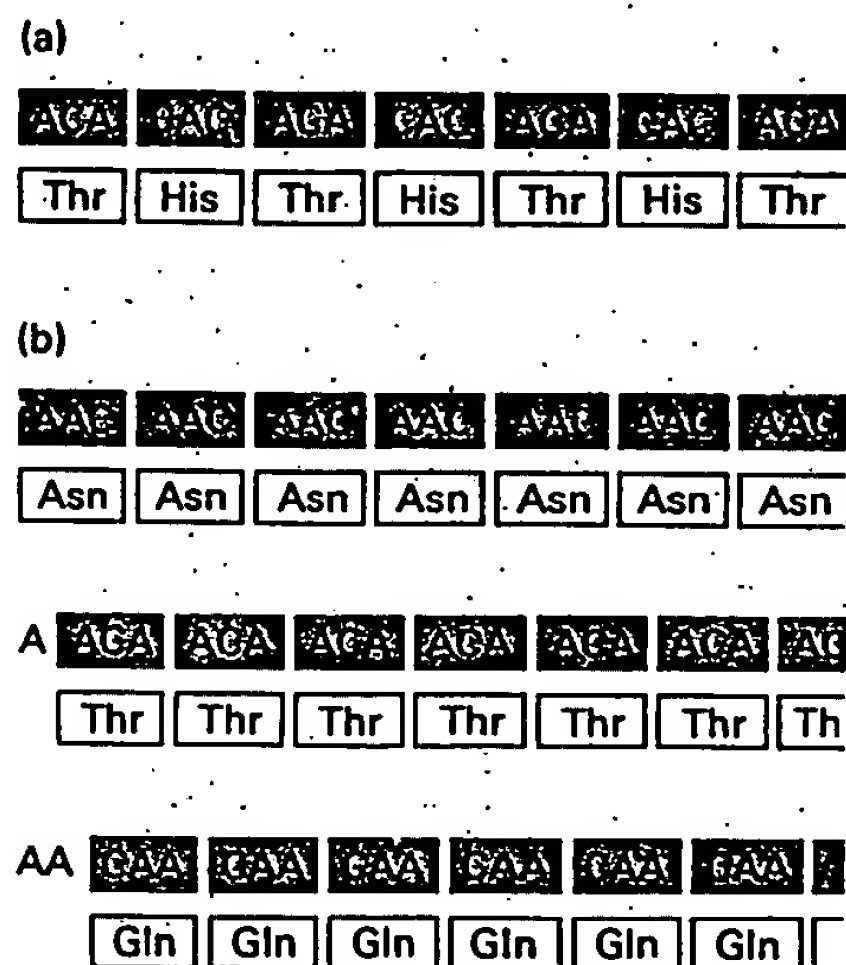 (a)
ACA CAC ACA CAC ACA CAC ACA
Thr His Thr His Thr His Thr
(b)
AAC AAC AAC AAC AAC AAC AAC
Asn Asn Asn Asn Asn Asn Asn
A ACA ACA ACA ACA ACA ACA AC
Thr Thr Thr Thr Thr Thr Th
AA CAA CAA CAA CAA CAA CAA
Gln Gln Gln Gln Gln Gln